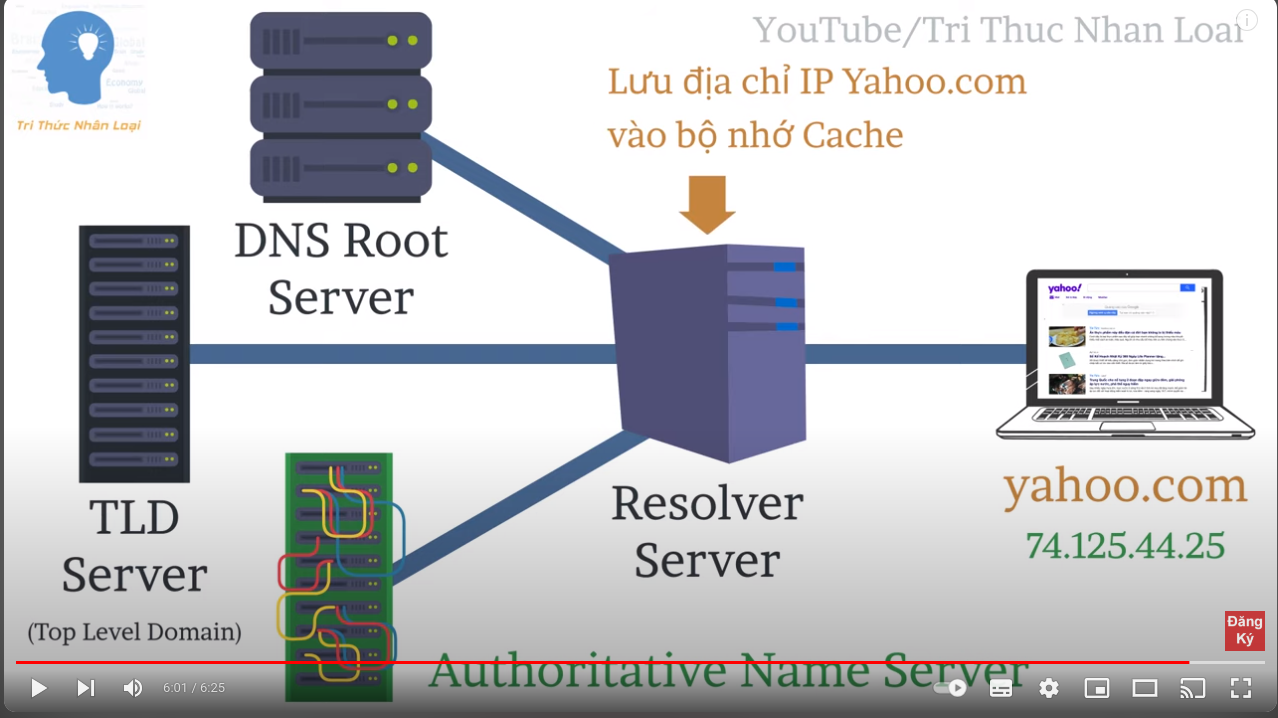 YouTube/Tri Thuc Nhan Loai
Tri Thức Nhân Loại
Lưu địa chỉ IP Yahoo.com
vào bộ nhớ Cache
DNS Root
Server
TLD
Server
(Top Level Domain)
Resolver
Server
yahoo!
yahoo.com
74.125.44.25
Authoritative Name Server
Đăng
Ký
6:01 / 6:25